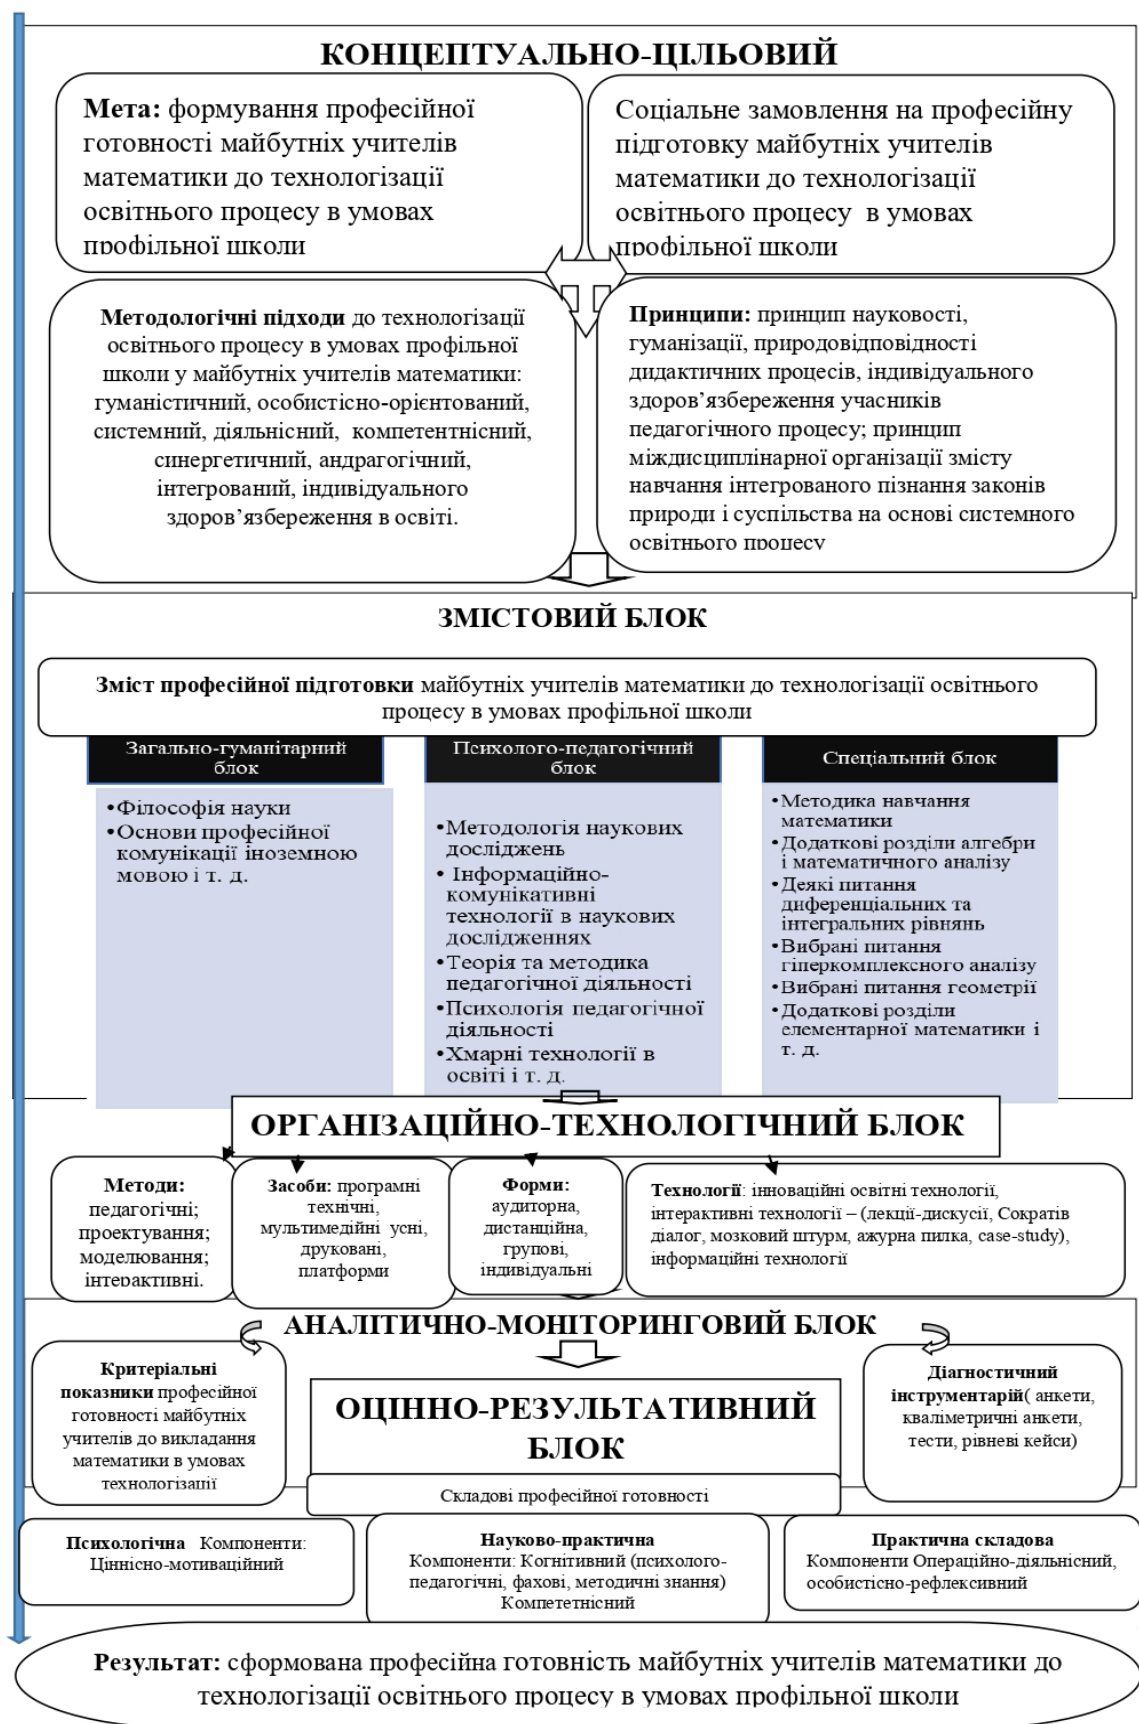 КОНЦЕПТУАЛЬНО-ЦІЛЬОВИЙ
Мета: формування професійної
готовності майбутніх учителів
математики до технологізації
освітнього процесу в умовах
профільної школи
Соціальне замовлення на професійну
підготовку майбутніх учителів
математики до технологізації
освітнього процесу в умовах
профільної школи
Методологічні підходи до технологізації
освітнього процесу в умовах профільної
школи у майбутніх учителів математики:
гуманістичний, особистісно-орієнтований,
системний, діяльнісний, компетентнісний,
синергетичний, андрагогічний,
інтегрований, індивідуального
здоров’язбереження в освіті.
Принципи: принцип науковості,
гуманізації, природовідповідності
дидактичних процесів, індивідуального
здоров’язбереження учасників
педагогічного процесу; принцип
міждисциплінарної організації змісту
навчання інтегрованого пізнання законів
природи і суспільства на основі системного
освітнього процесу
ЗМІСТОВИЙ БЛОК
Зміст професійної підготовки майбутніх учителів математики до технологізації освітнього
процесу в умовах профільної школи
Загально-гуманітарний
блок
•Філософія науки
•Основи професійної
комунікації іноземною
мовою і т. д.
Психолого-педагогічний
блок
•Методологія наукових
досліджень
• Інформаційно-
комунікативні
технології в наукових
дослідженнях
•Теорія та методика
педагогічної діяльності
•Психологія педагогічної
діяльності
•Хмарні технології в
освіті і т. д.
Спеціальний блок
•Методика навчання
математики
•Додаткові розділи алгебри
і математичного аналізу
•Деякі питання
диференціальних та
інтегральних рівнянь
•Вибрані питання
гіперкомплексного аналізу
•Вибрані питання геометрії
•Додаткові розділи
елементарної математики і
т. д.
ОРГАНІЗАЦІЙНО-ТЕХНОЛОГІЧНИЙ БЛОК
Методи:
педагогічні;
проектування;
моделювання;
інтерактивні.
Засоби: програмні
технічні,
мультимедійні усні,
друковані,
платформи
Форми:
аудиторна,
дистанційна,
групові,
індивідуальні
Технології: інноваційні освітні технології,
інтерактивні технології – (лекції-дискусії, Сократів
діалог, мозковий штурм, ажурна пилка, case-study),
інформаційні технології
АНАЛІТИЧНО-МОНІТОРИНГОВИЙ БЛОК
Критеріальні
показники професійної
готовності майбутніх
учителів до викладання
математики в умовах
технологізації
ОЦІННО-РЕЗУЛЬТАТИВНИЙ
БЛОК
Діагностичний
інструментарій( анкети,
кваліметричні анкети,
тести, рівневі кейси)
Складові професійної готовності
Психологічна Компоненти:
Ціннісно-мотиваційний
Науково-практична
Компоненти: Когнітивний (психолого-
педагогічні, фахові, методичні знання)
Компететнісний
Практична складова
Компоненти Операційно-діяльнісний,
особистісно-рефлексивний
Результат: сформована професійна готовність майбутніх учителів математики до
технологізації освітнього процесу в умовах профільної школи